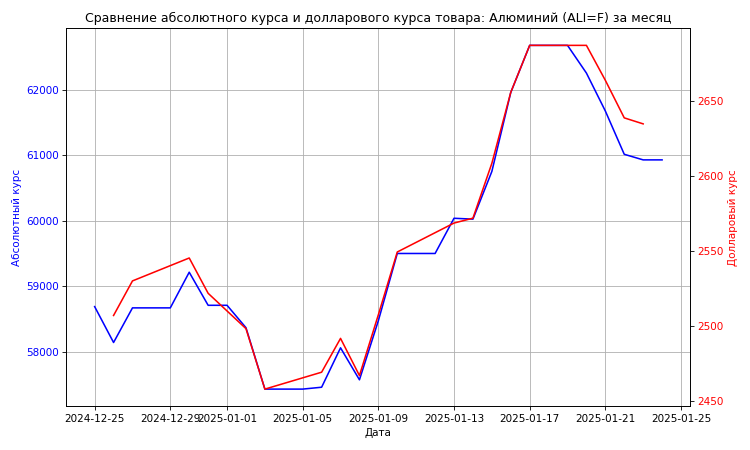 Сравнение абсолютного курса и долларового курса товара: Алюминий (ALI=F) за месяц
Абсолютный курс
62000
61000
60000
59000
58000
2650
2600
2550
2500
2450
Долларовый курс
2024-12-25 2024-12-29 2025-01-01 2025-01-05 2025-01-09 2025-01-13 2025-01-17 2025-01-21 2025-01-25
Дата